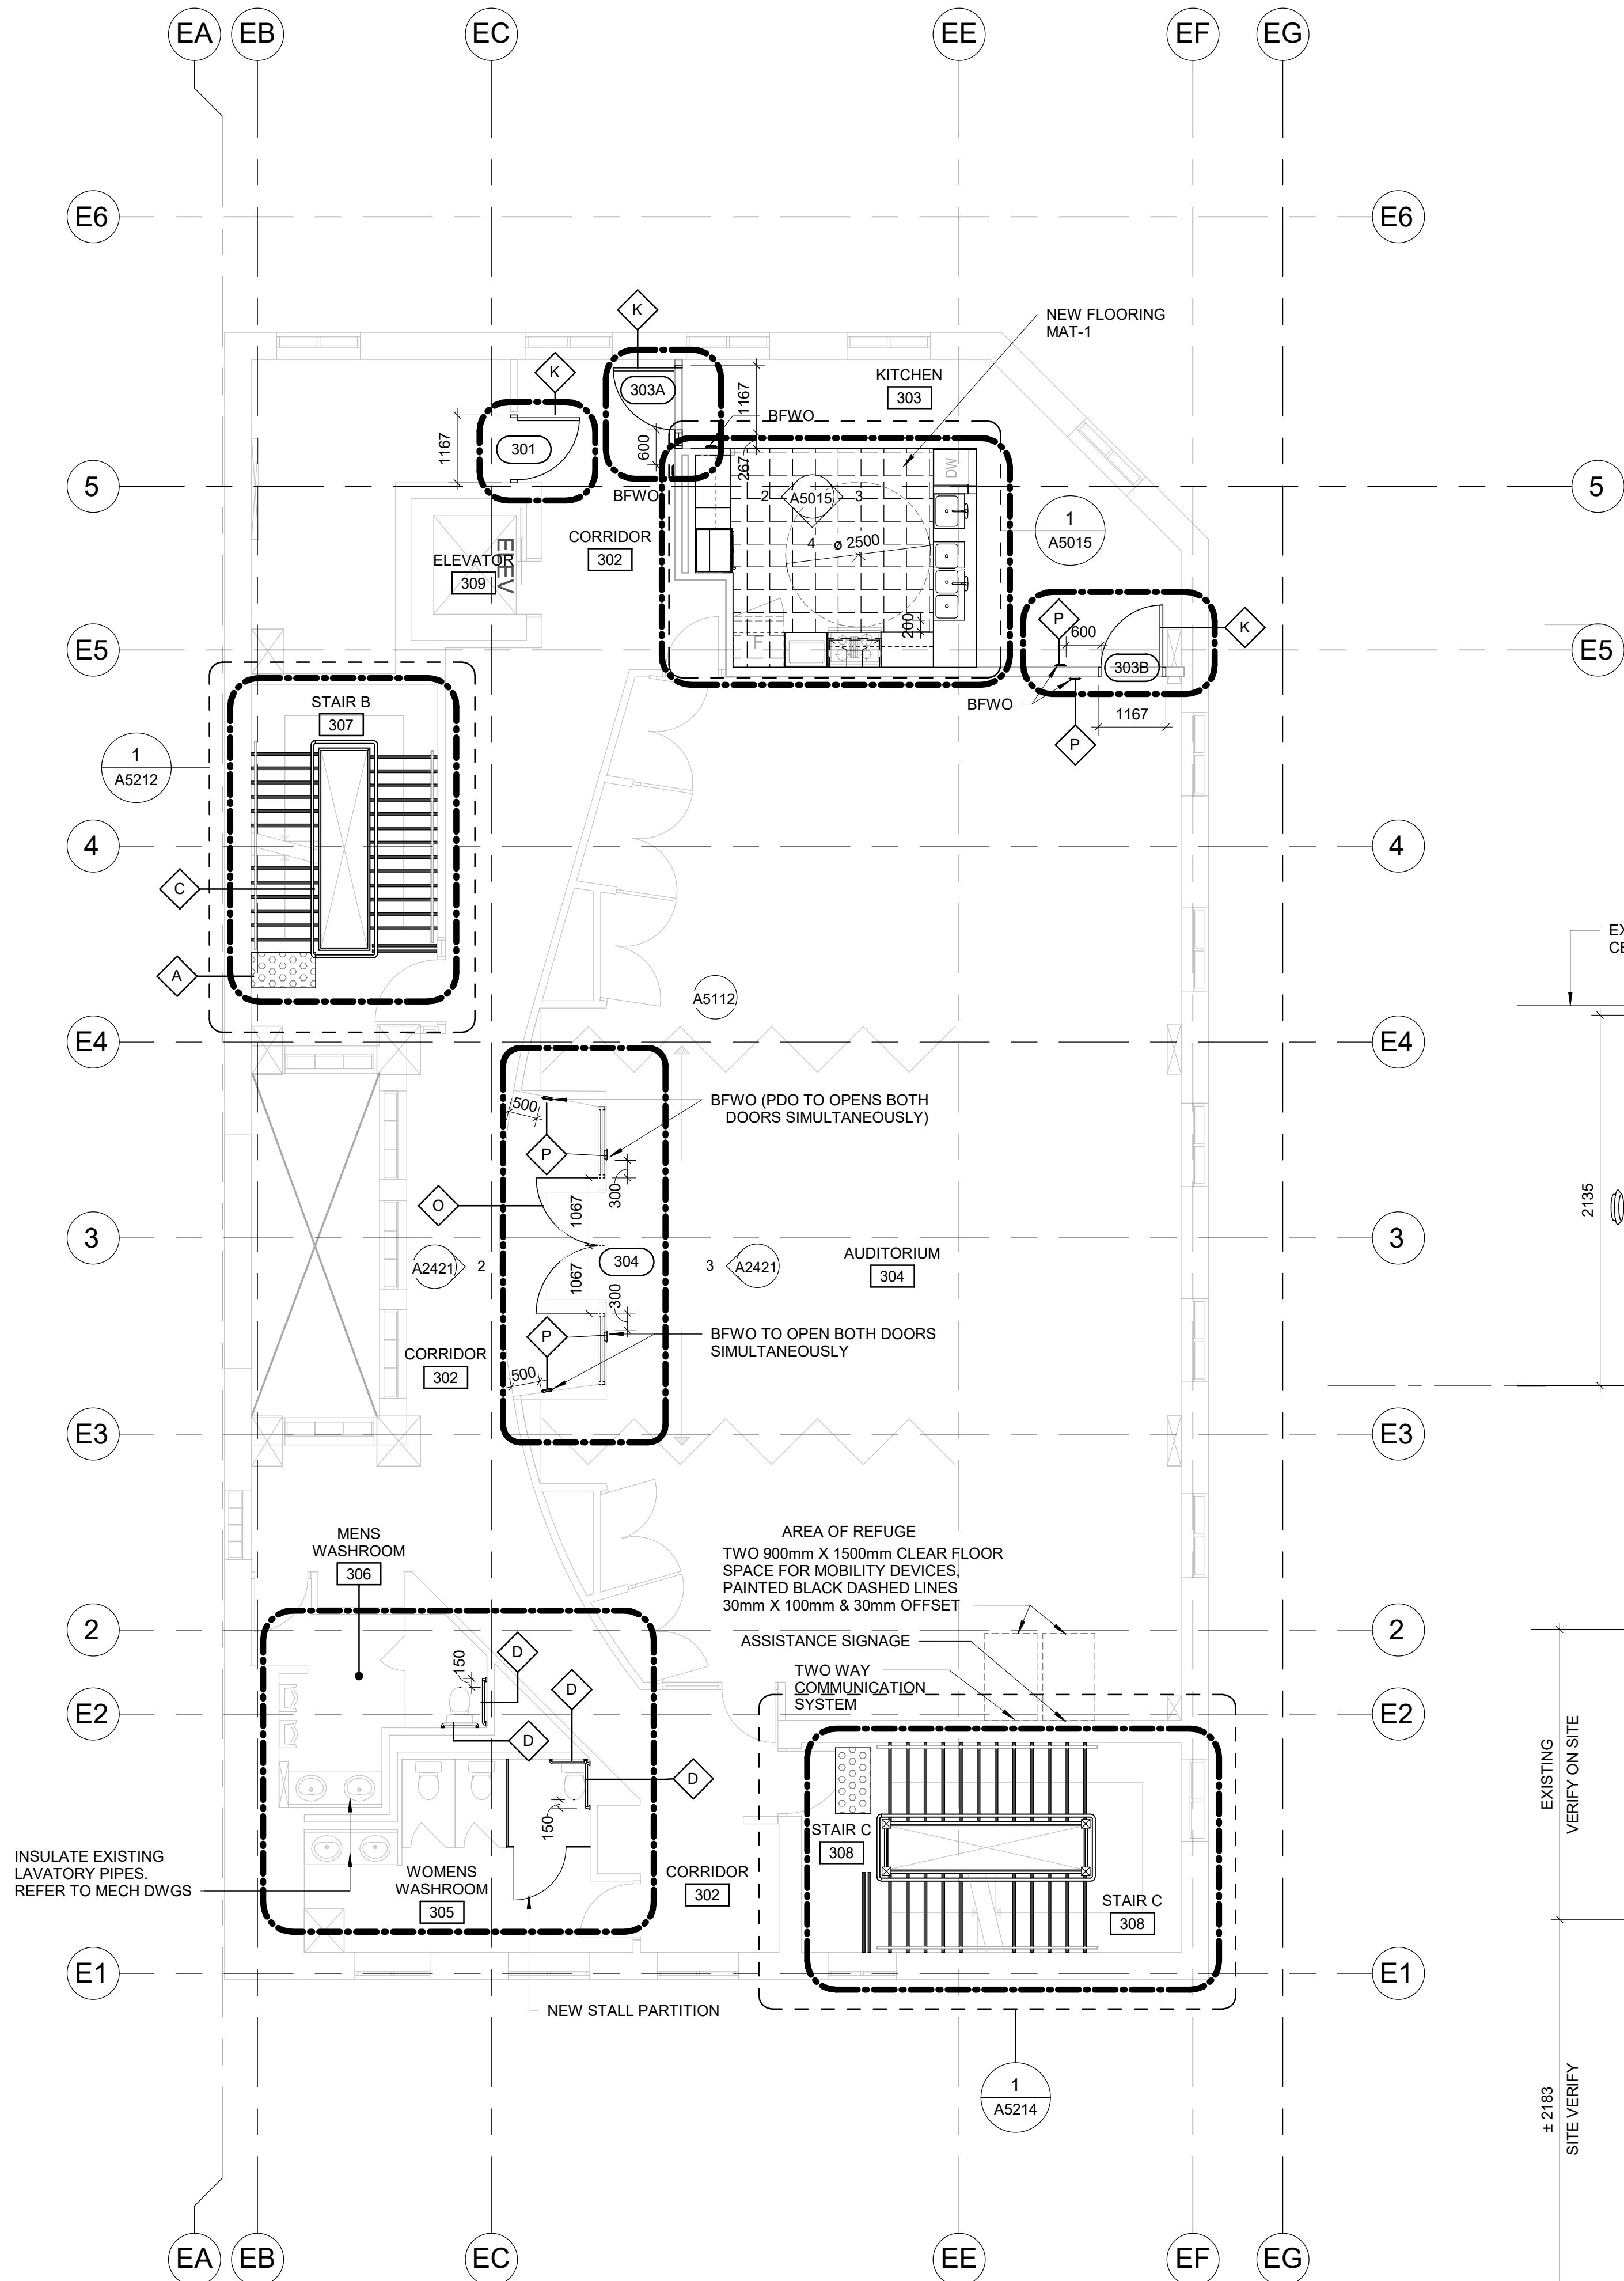 EA
EB
EC
EE
EF
EG
E6
E6
K
NEW FLOORING
MAT-1
K
303A
1167
KITCHEN
303
BFWO
1167
301
600
267
DW
5
BFWO
2
A5015
3
5
1
A5015
CORRIDOR
302
4
ø 2500
ELEVATOR
309
ELEV
200
P
600
K
E5
303B
E5
STAIR B
307
BFWO
1167
P
1
A5212
4
4
C
A
A5112
E4
E4
500
BFWO (PDO TO OPENS BOTH
DOORS SIMULTANEOUSLY)
P
300
1067
O
3
3
A2421
2
304
3
A2421
AUDITORIUM
304
1067
300
P
BFWO TO OPEN BOTH DOORS
SIMULTANEOUSLY
CORRIDOR
302
500
2135
E3
E3
MENS
WASHROOM
306
AREA OF REFUGE
TWO 900mm X 1500mm CLEAR FLOOR
SPACE FOR MOBILITY DEVICES,
PAINTED BLACK DASHED LINES
30mm X 100mm & 30mm OFFSET
2
2
ASSISTANCE SIGNAGE
150
D
TWO WAY
COMMUNICATION
SYSTEM
D
E2
E2
D
D
150
EXISTING
VERIFY ON SITE
INSULATE EXISTING
LAVATORY PIPES.
REFER TO MECH DWGS
WOMENS
WASHROOM
305
CORRIDOR
302
STAIR C
308
STAIR C
308
E1
E1
NEW STALL PARTITION
1
A5214
± 2183
SITE VERIFY
EA
EB
EC
EE
EF
EG